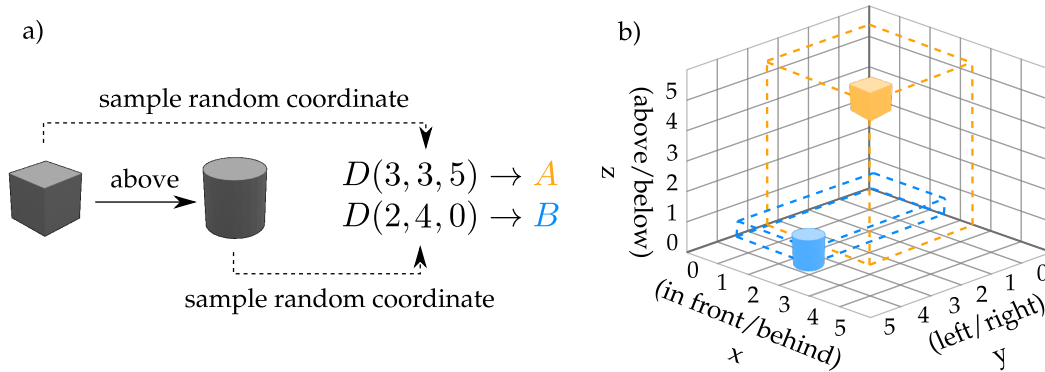 a)
sample random coordinate
above
D(3, 3, 5) → A
D(2, 4, 0) → B
sample random coordinate
b)
z
(above/below)
5
4
3
2
1
0
0
1
2
3
4
5
(in front/behind)
x
5
4
3
2
1
0
(left/right)
y